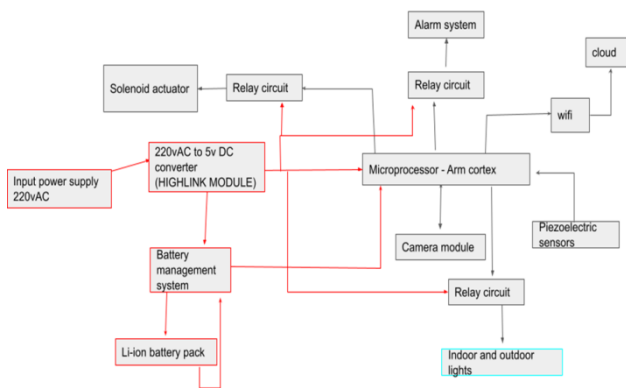 Alarm system
cloud
Solenoid actuator
Relay circuit
Relay circuit
wifi
220vAC to 5v DC
converter
(HIGHLINK MODULE)
Microprocessor - Arm cortex
Input power supply
220vAC
Piezoelectric
sensors
Camera module
Battery
management
system
Relay circuit
Li-ion battery pack
Indoor and outdoor
lights